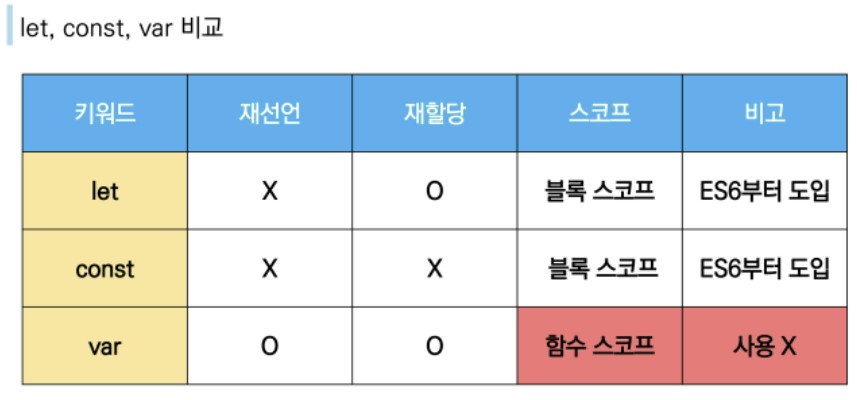 let, const, var 비교
키워드 재선언 재할당 스코프 비고
let X O 블록 스코프 ES6부터 도입
const X X 블록 스코프 ES6부터 도입
var O O 함수 스코프 사용 X